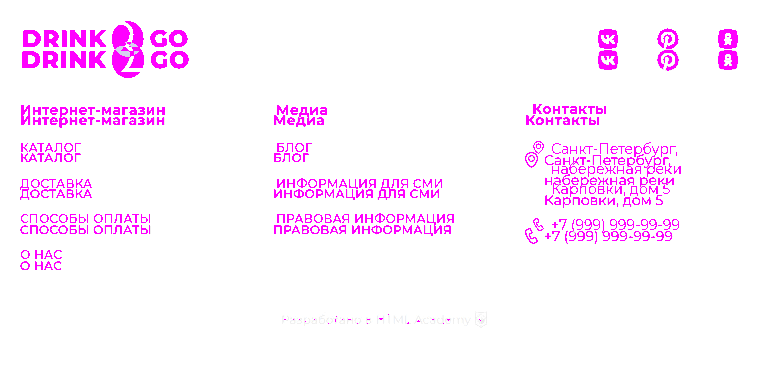 DRINK 2 GO
DRINK 2 GO
Интернет-магазин
Интернет-магазин
КАТАЛОГ
КАТАЛОГ
ДОСТАВКА
ДОСТАВКА
СПОСОБЫ ОПЛАТЫ
СПОСОБЫ ОПЛАТЫ
О НАС
О НАС
Медиа
Медиа
БЛОГ
БЛОГ
ИНФОРМАЦИЯ ДЛЯ СМИ
ИНФОРМАЦИЯ ДЛЯ СМИ
ПРАВОВАЯ ИНФОРМАЦИЯ
ПРАВОВАЯ ИНФОРМАЦИЯ
Контакты
Контакты
Санкт-Петербург,
Санкт-Петербург,
набережная реки
набережная реки
Карповки, дом 5
Карповки, дом 5
+7 (999) 999-99-99
+7 (999) 999-99-99